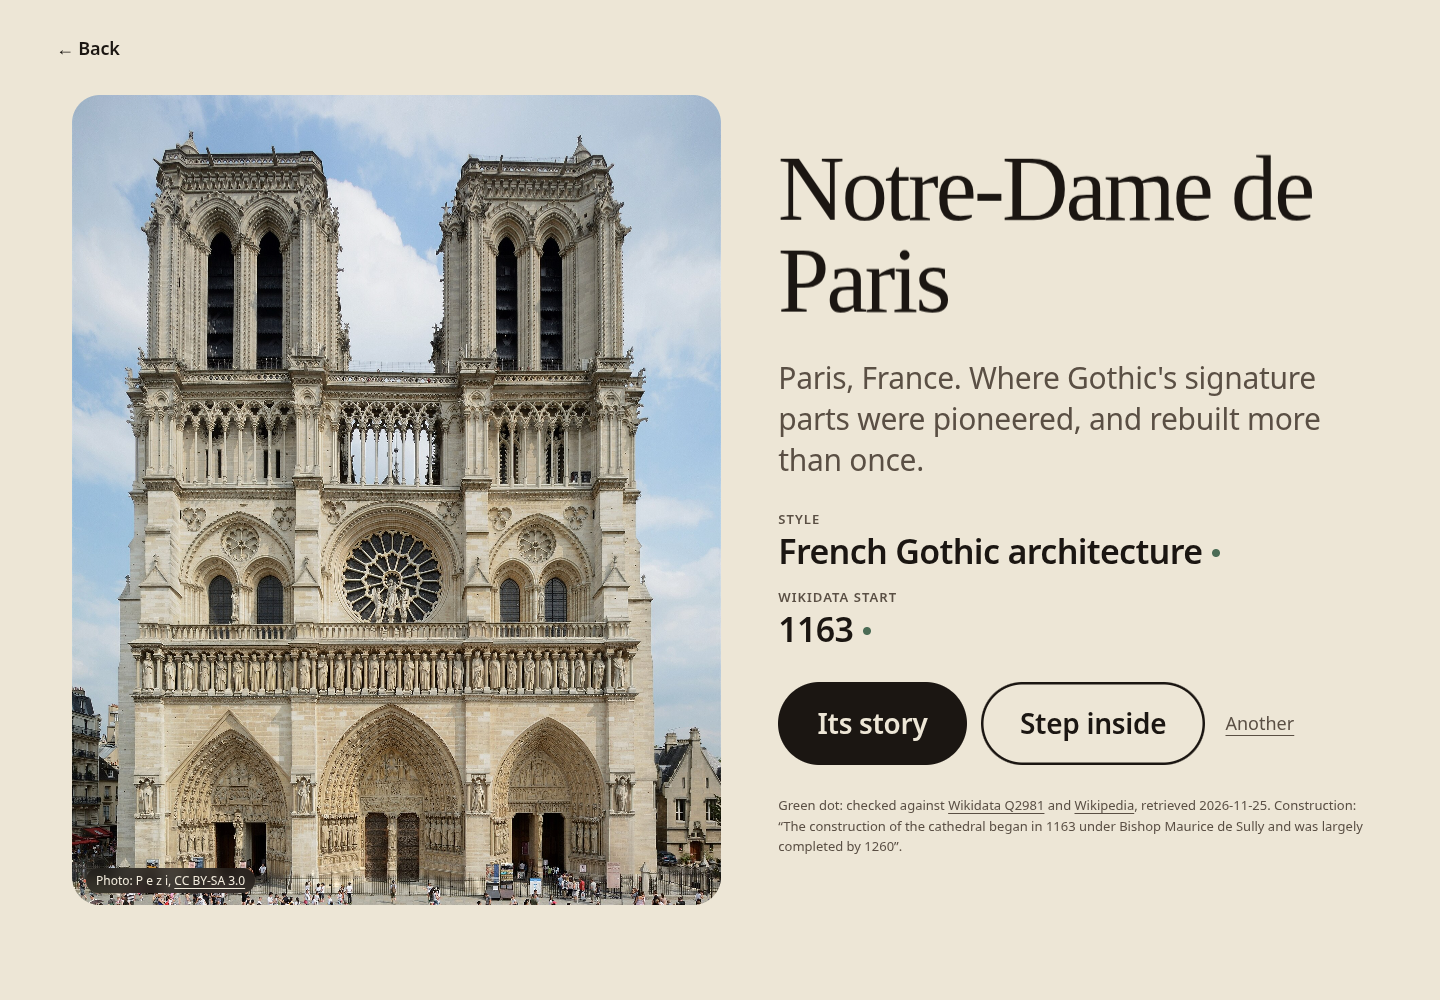 ← Back
Notre-Dame de
Paris
Paris, France. Where Gothic's signature
parts were pioneered, and rebuilt more
than once.
STYLE
French Gothic architecture
WIKIDATA START
1163
Its story
Step inside
Another
Green dot: checked against Wikidata Q2981 and Wikipedia, retrieved 2026-11-25. Construction:
“The construction of the cathedral began in 1163 under Bishop Maurice de Sully and was largely
completed by 1260”.
Photo: P e z i, CC BY-SA 3.0